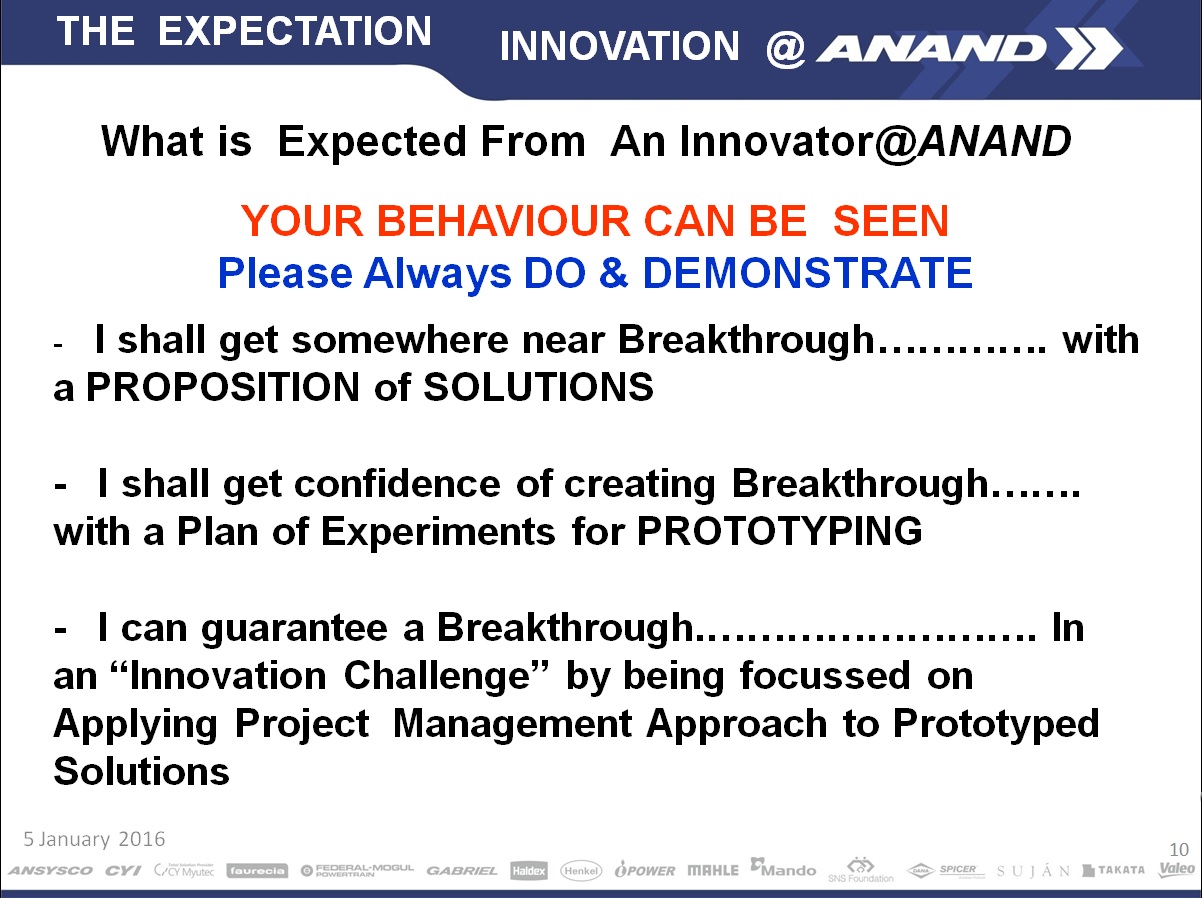 THE EXPECTATION
INNOVATION @ ANAND
What is Expected From An Innovator@ANAND
YOUR BEHAVIOUR CAN BE SEEN
Please Always DO & DEMONSTRATE
- I shall get somewhere near Breakthrough…………. with
a PROPOSITION of SOLUTIONS
- I shall get confidence of creating Breakthrough…….
with a Plan of Experiments for PROTOTYPING
- I can guarantee a Breakthrough.……………………. In
an “Innovation Challenge” by being focussed on
Applying Project Management Approach to Prototyped
Solutions
5 January 2016
10
ANSYSCO CYI CY Myutec faurecia FEDERAL-MOGUL POWERTRAIN GABRIEL Haldex Henkel iPOWER MAHLE Mando SNS Foundation DANA SPICER SUJÁN TAKATA Valeo